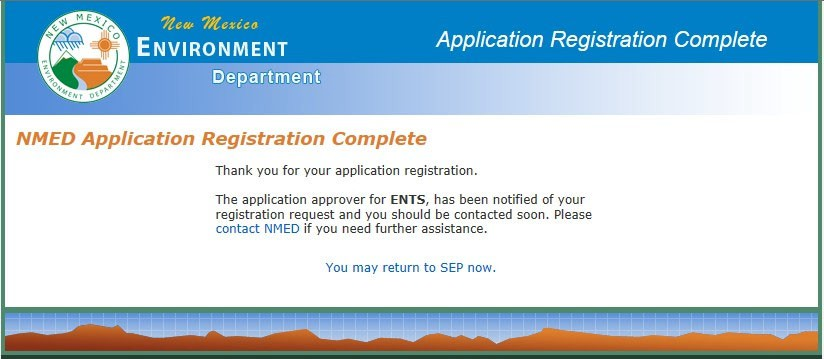 NEW MEXICO
ENVIRONMENT DEPARTMENT
New Mexico
ENVIRONMENT
Department
Application Registration Complete
NMED Application Registration Complete
Thank you for your application registration.
The application approver for ENTS, has been notified of your
registration request and you should be contacted soon. Please
contact NMED if you need further assistance.
You may return to SEP now.